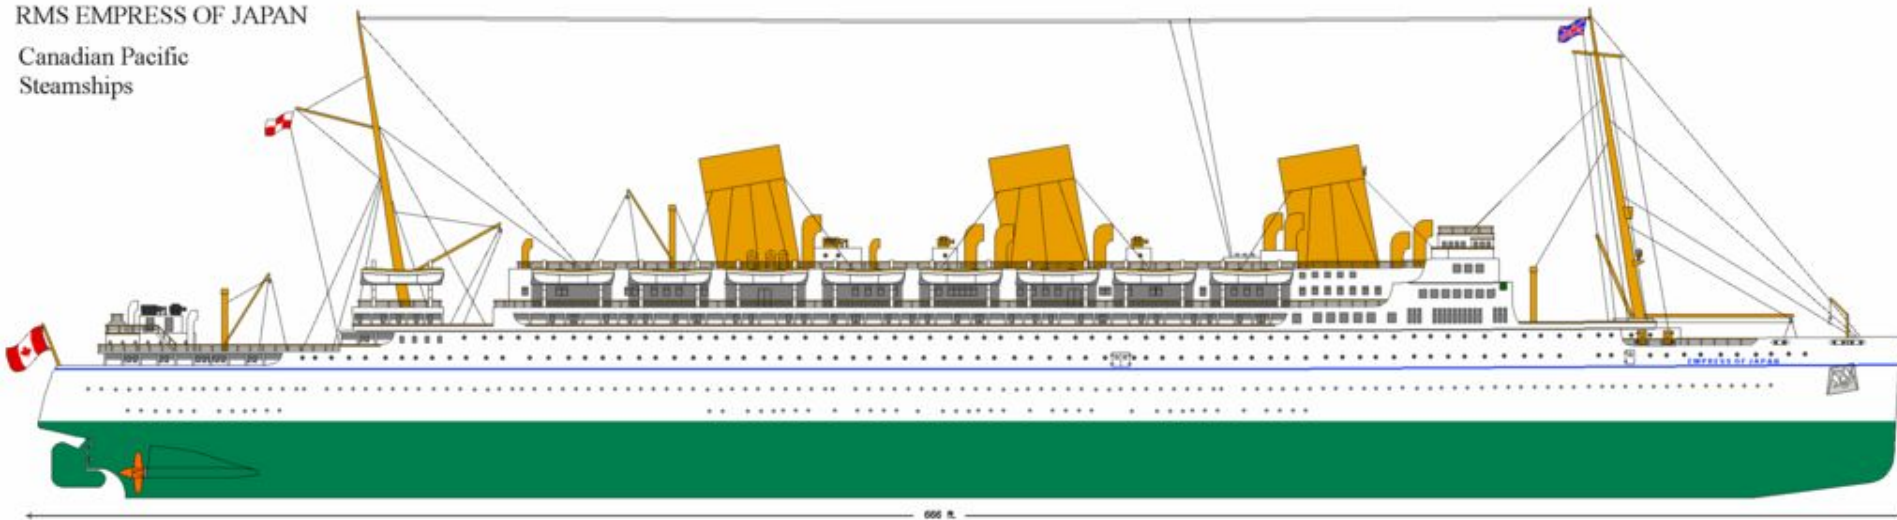 RMS EMPRESS OF JAPAN
Canadian Pacific
Steamships
EMPRESS OF JAPAN
666 ft.